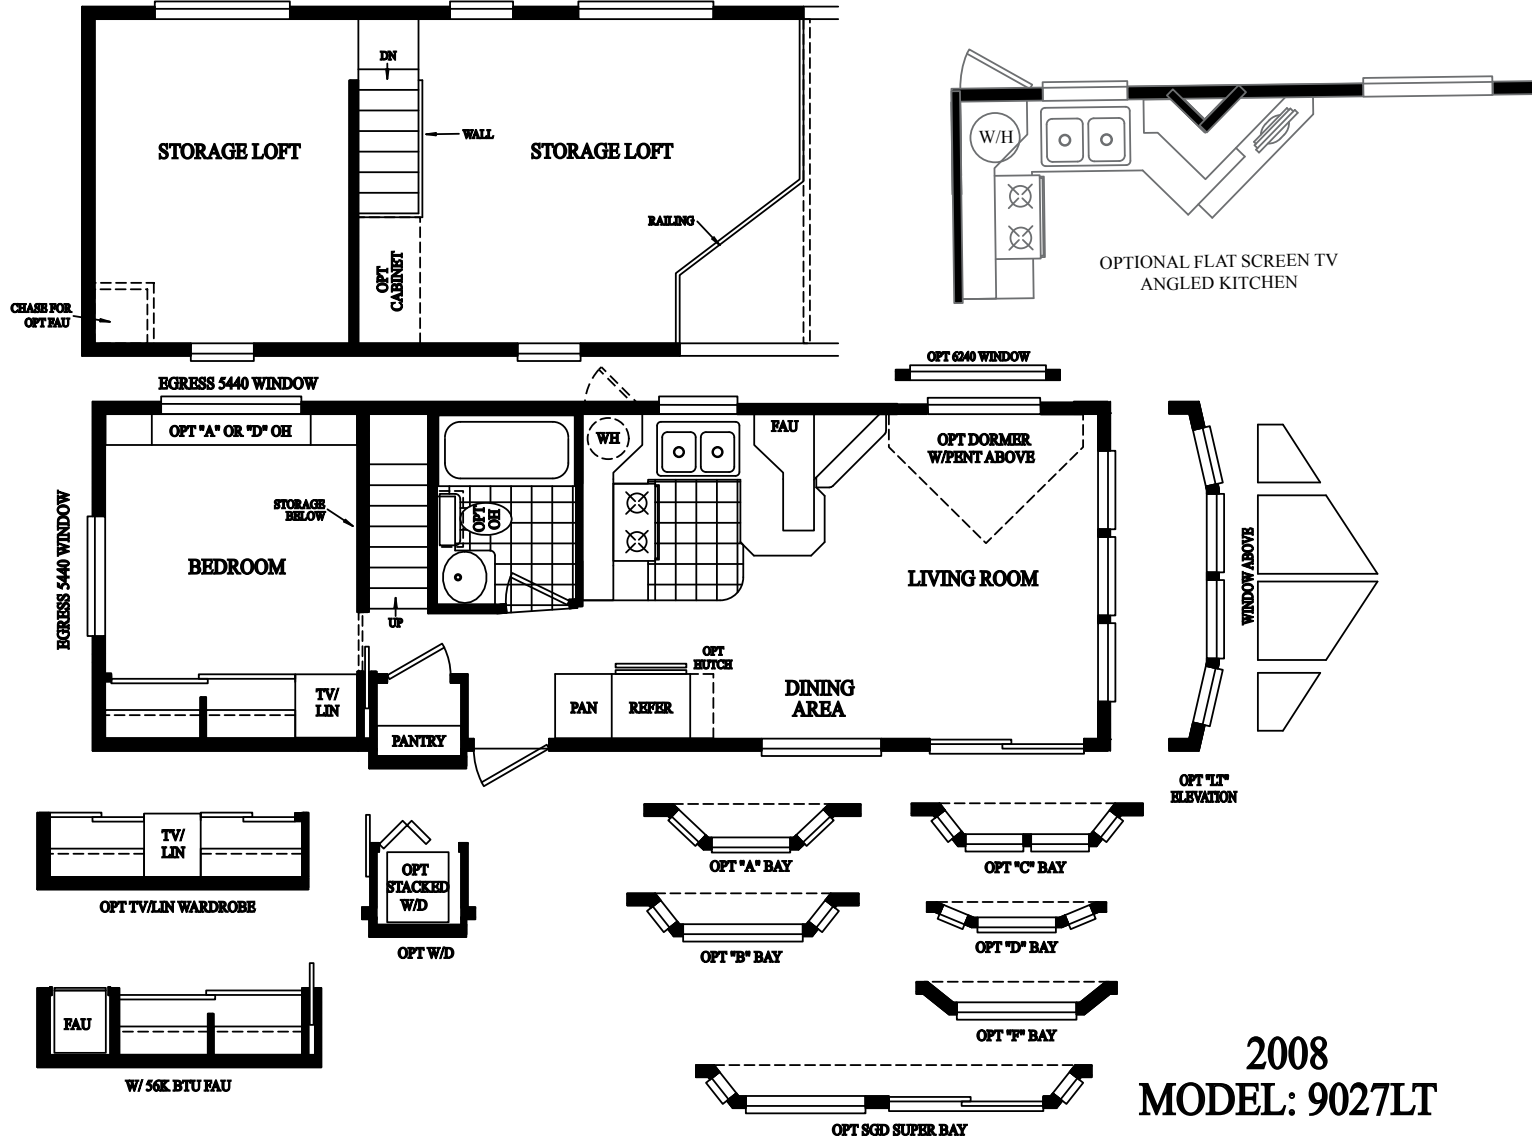 DN
STORAGE LOFT
WALL
STORAGE LOFT
RAILING
OPT
CABINET
CHASE FOR
OPT FAU
W/H
OPTIONAL FLAT SCREEN TV
ANGLED KITCHEN
EGRESS 5440 WINDOW
OPT 6240 WINDOW
OPT "A" OR "D" OH
WH
FAU
OPT DORMER
W/PENT ABOVE
EGRESS 5440 WINDOW
STORAGE
BELOW
OPT
OH
BEDROOM
LIVING ROOM
WINDOW ABOVE
UP
OPT
HUTCH
TV/
LIN
PANTRY
PAN
REFER
DINING
AREA
OPT "LT"
ELEVATION
TV/
LIN
OPT TV/LIN WARDROBE
OPT
STACKED
W/D
OPT W/D
OPT "A" BAY
OPT "C" BAY
OPT "B" BAY
OPT "D" BAY
FAU
W/ 56K BTU FAU
OPT "F" BAY
OPT SGD SUPER BAY
2008
MODEL: 9027LT